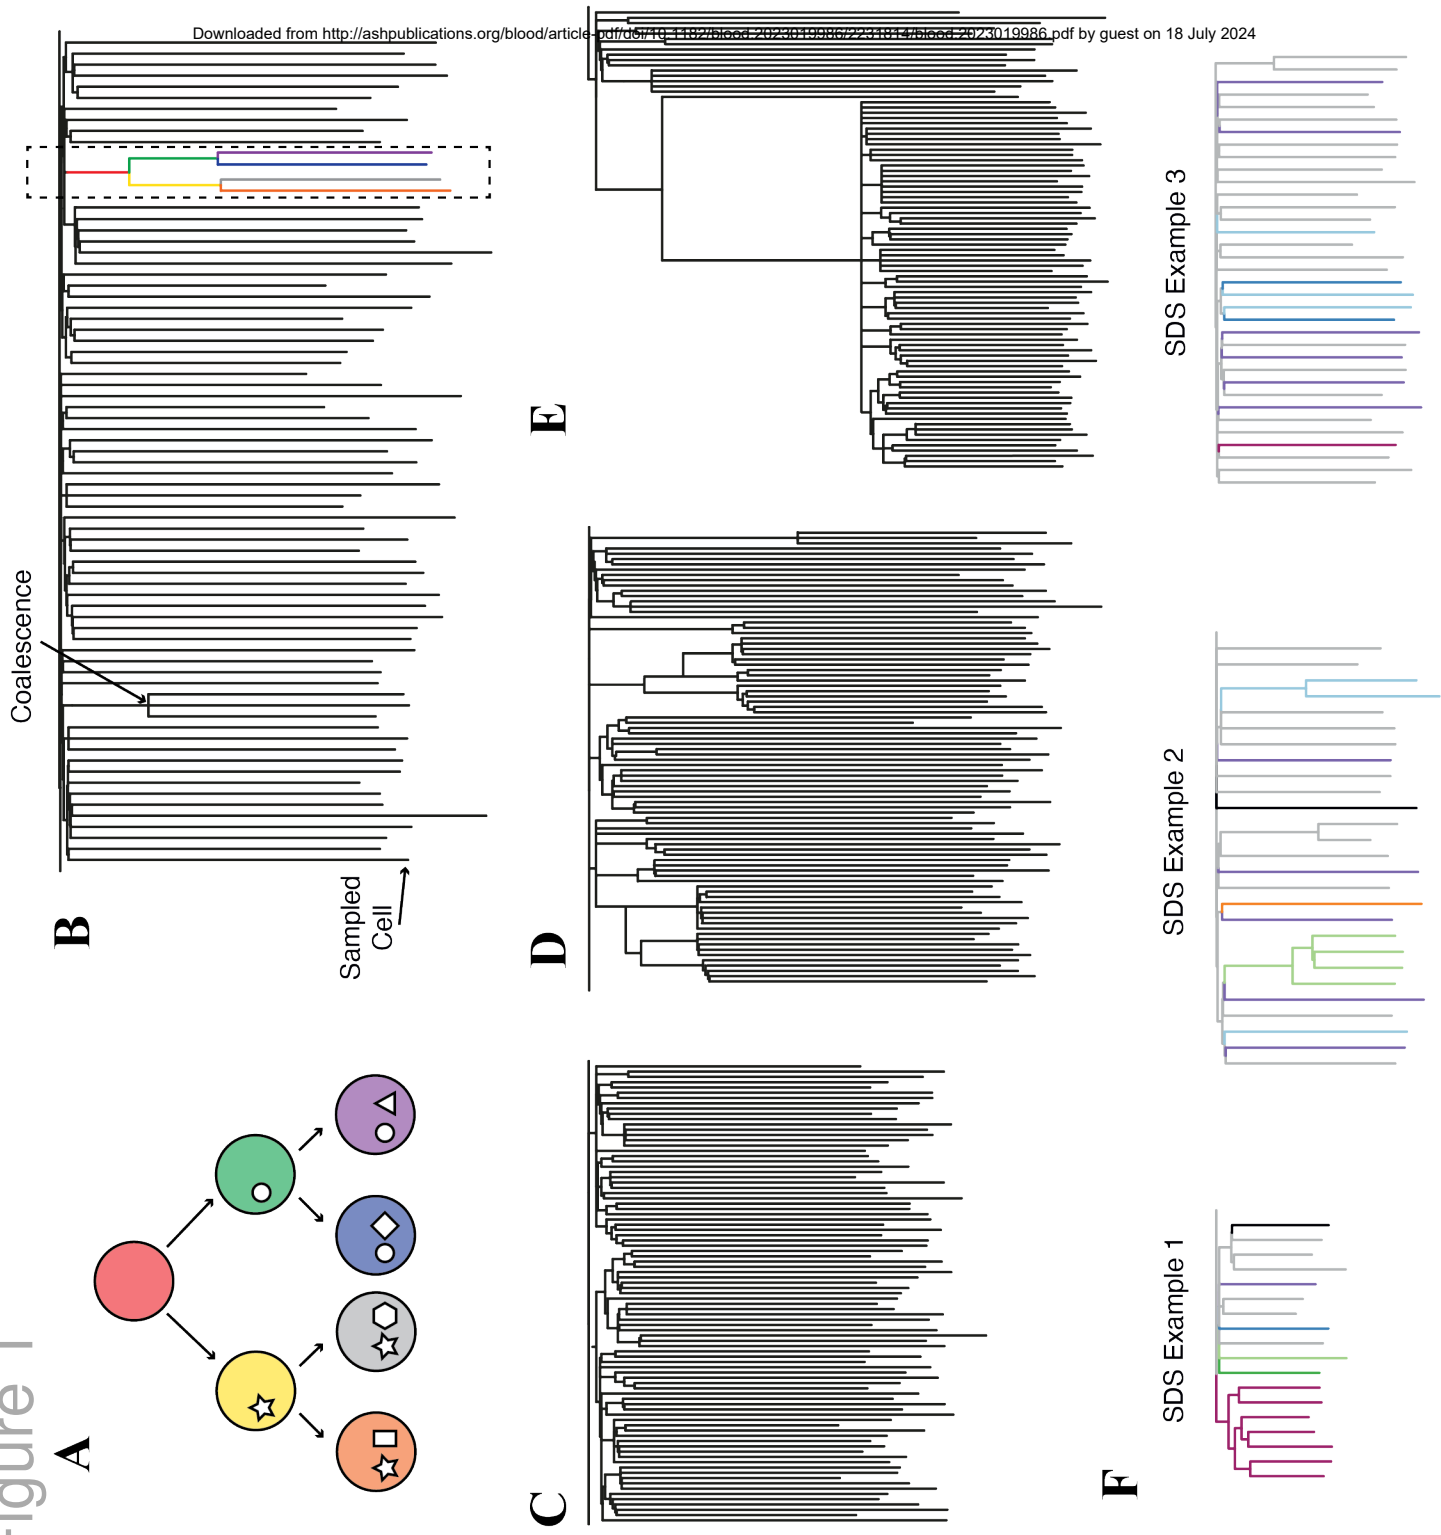 Downloaded from http://ashpublications.org/blood/article-pdf/doi/10.1182/blood.2023019986/2231814/blood.2023019986.pdf by guest on 18 July 2024
Figure 1
A
B
Coalescence
Sampled
Cell
C
D
E
F
SDS Example 1
SDS Example 2
SDS Example 3